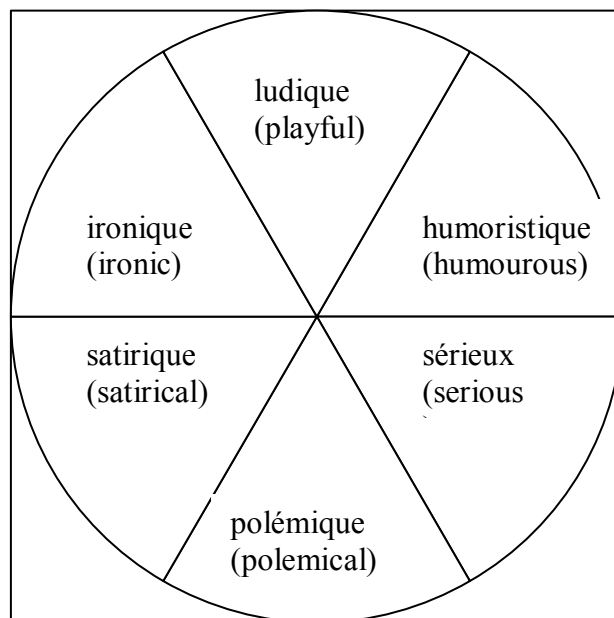 ludique
(playful)
ironique
(ironic)
humoristique
(humourous)
satirique
(satirical)
sérieux
(serious
polémique
(polemical)